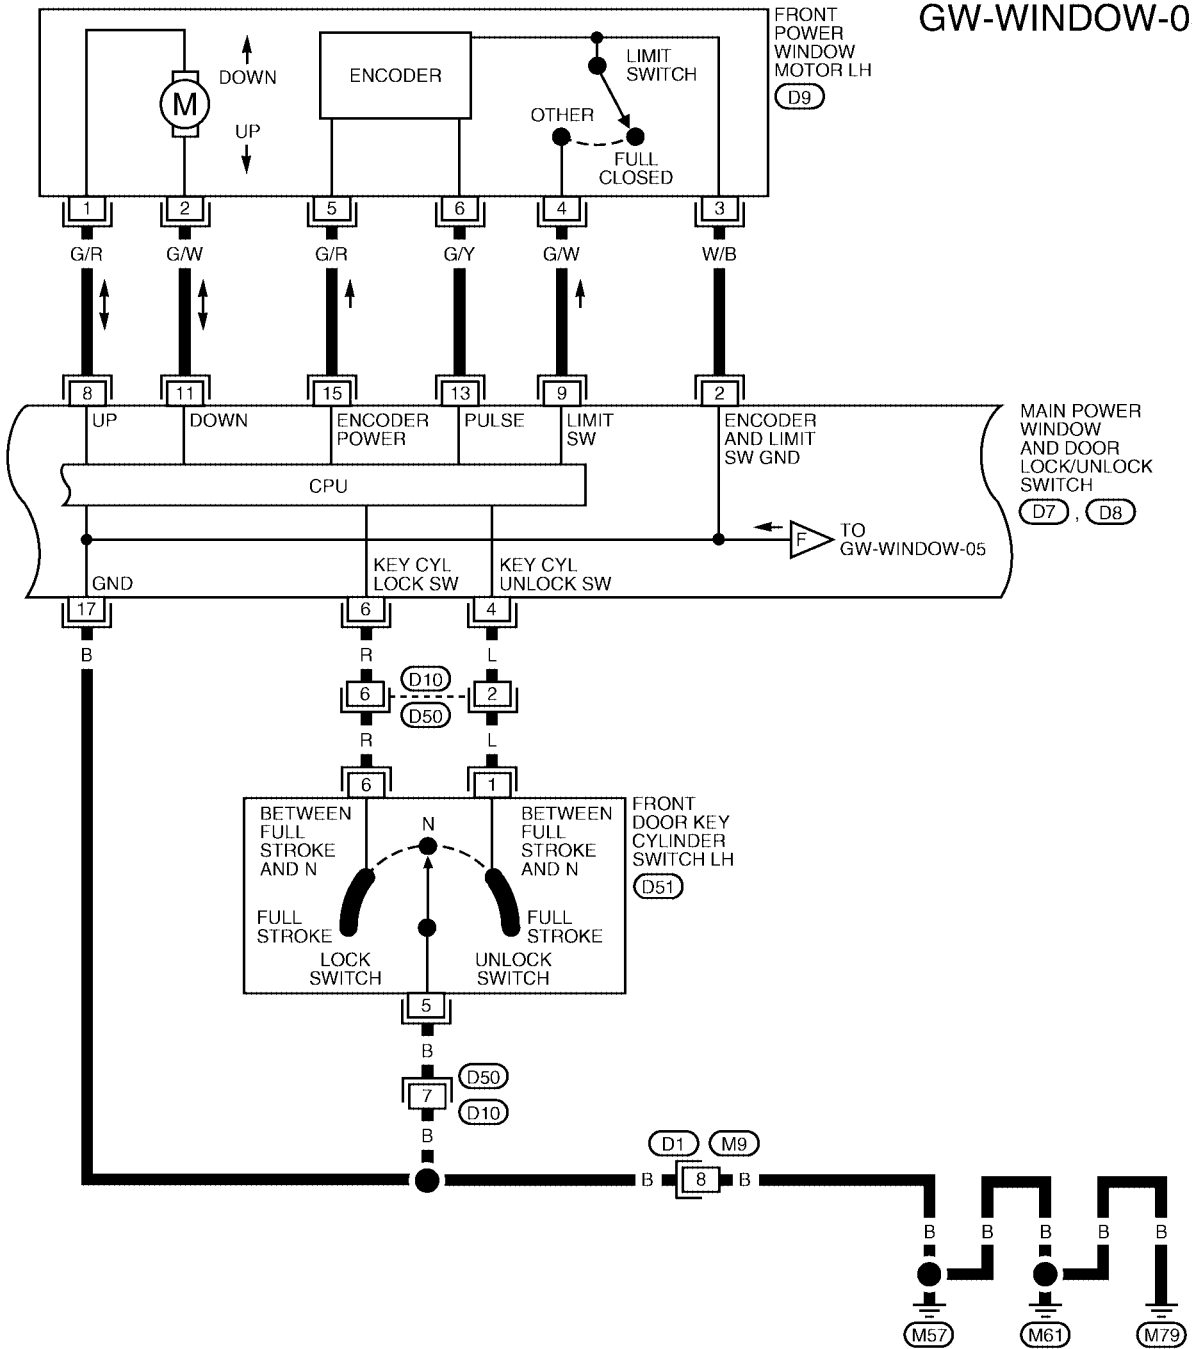 GW-WINDOW-0
FRONT
POWER
WINDOW
MOTOR LH
D9
DOWN
M
UP
ENCODER
LIMIT
SWITCH
OTHER
FULL
CLOSED
1 2 5 6 4 3
G/R G/W G/R G/Y G/W W/B
8 11 15 13 9 2
UP DOWN ENCODER PULSE LIMIT ENCODER
POWER SW AND LIMIT
SW GND
MAIN POWER
WINDOW
AND DOOR
LOCK/UNLOCK
SWITCH
D7 , D8
CPU
F TO
GW-WINDOW-05
GND KEY CYL KEY CYL
LOCK SW UNLOCK SW
17 6 4
B R L
D10
6 2
D50
R L
6 1
FRONT
DOOR KEY
CYLINDER
SWITCH LH
D51
BETWEEN
FULL
STROKE
AND N
N
BETWEEN
FULL
STROKE
AND N
FULL
STROKE
FULL
STROKE
LOCK
SWITCH
UNLOCK
SWITCH
5
B
D50
7
D10
B
D1 M9
B 8 B
B B B B B
M57 M61 M79